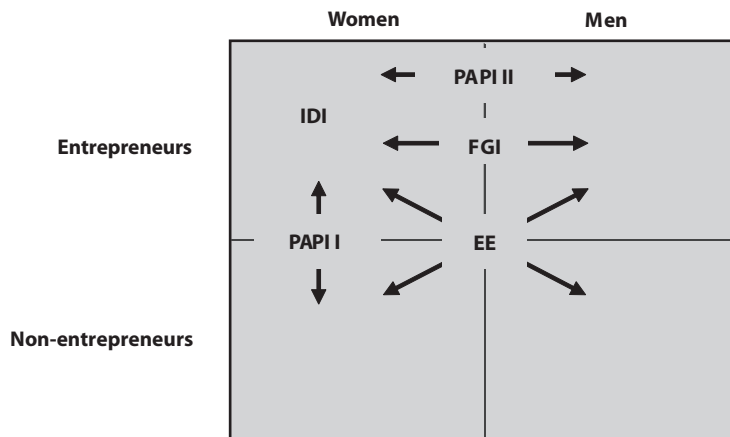 Women
Men
PAPI II
IDI
Entrepreneurs
FGI
PAPI I
EE
Non-entrepreneurs